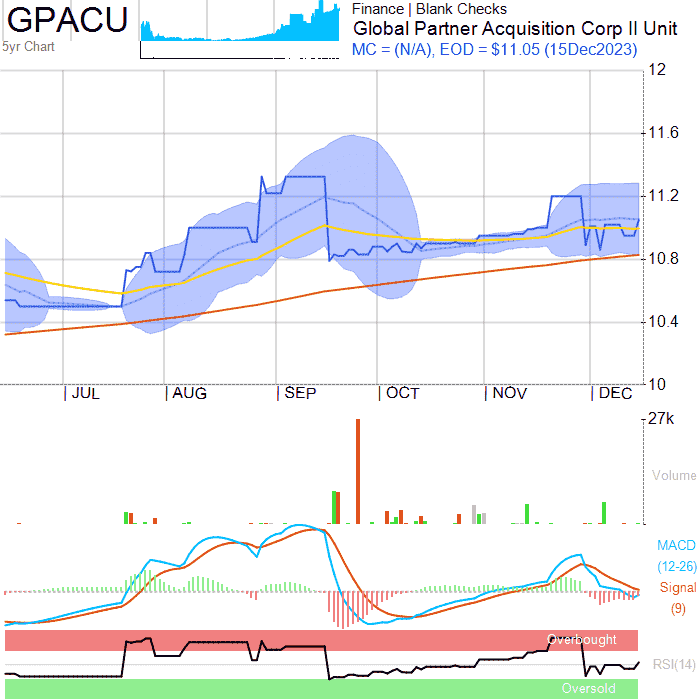 GPACU
5yr Chart
Finance | Blank Checks
Global Partner Acquisition Corp II Unit
MC = (N/A), EOD = $11.05 (15Dec2023)
12
11.6
11.2
10.8
10.4
10
JUL
AUG
SEP
OCT
NOV
DEC
27k
Volume
MACD
(12-26)
Signal
(9)
Overbought
RSI(14)
Oversold